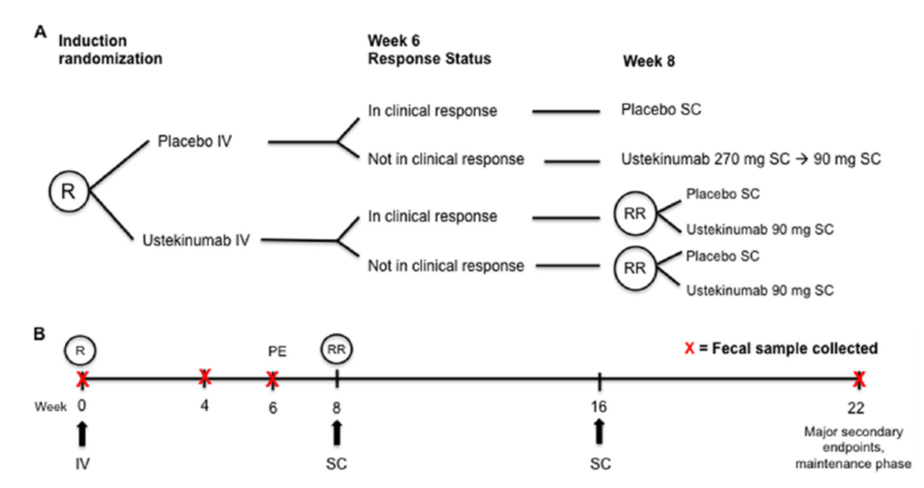 A
Induction
randomization
Week 6
Response Status
Week 8
R
Placebo IV
In clinical response
Placebo SC
Not in clinical response
Ustekinumab 270 mg SC → 90 mg SC
Ustekinumab IV
In clinical response
RR
Placebo SC
Ustekinumab 90 mg SC
Not in clinical response
RR
Placebo SC
Ustekinumab 90 mg SC
B
R
PE
RR
X = Fecal sample collected
Week 0 4 6 8 16 22
IV
SC
SC
Major secondary
endpoints,
maintenance phase